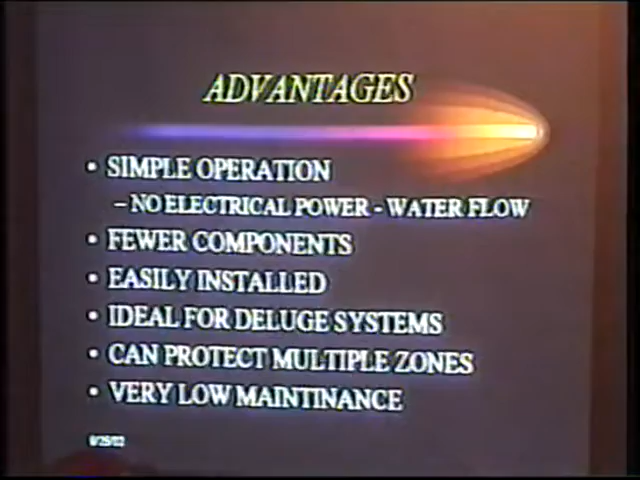 ADVANTAGES
• SIMPLE OPERATION
– NO ELECTRICAL POWER - WATER FLOW
• FEWER COMPONENTS
• EASILY INSTALLED
• IDEAL FOR DELUGE SYSTEMS
• CAN PROTECT MULTIPLE ZONES
• VERY LOW MAINTINANCE